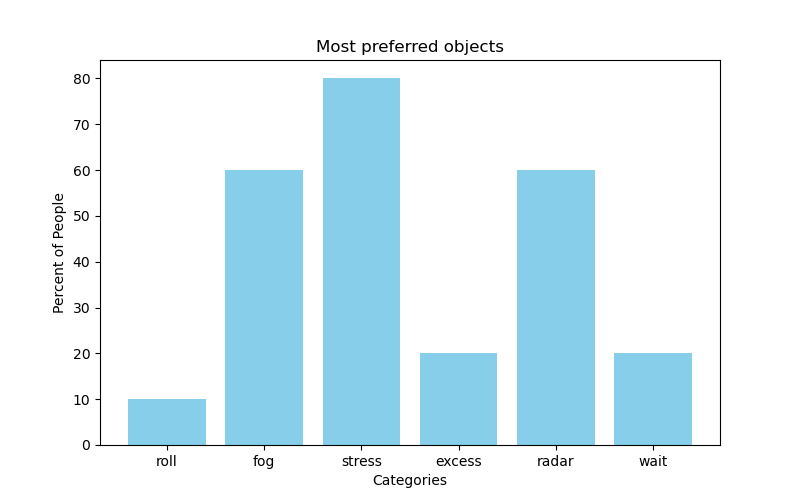 Most preferred objects
Percent of People
80
70
60
50
40
30
20
10
0
roll fog stress excess radar wait
Categories